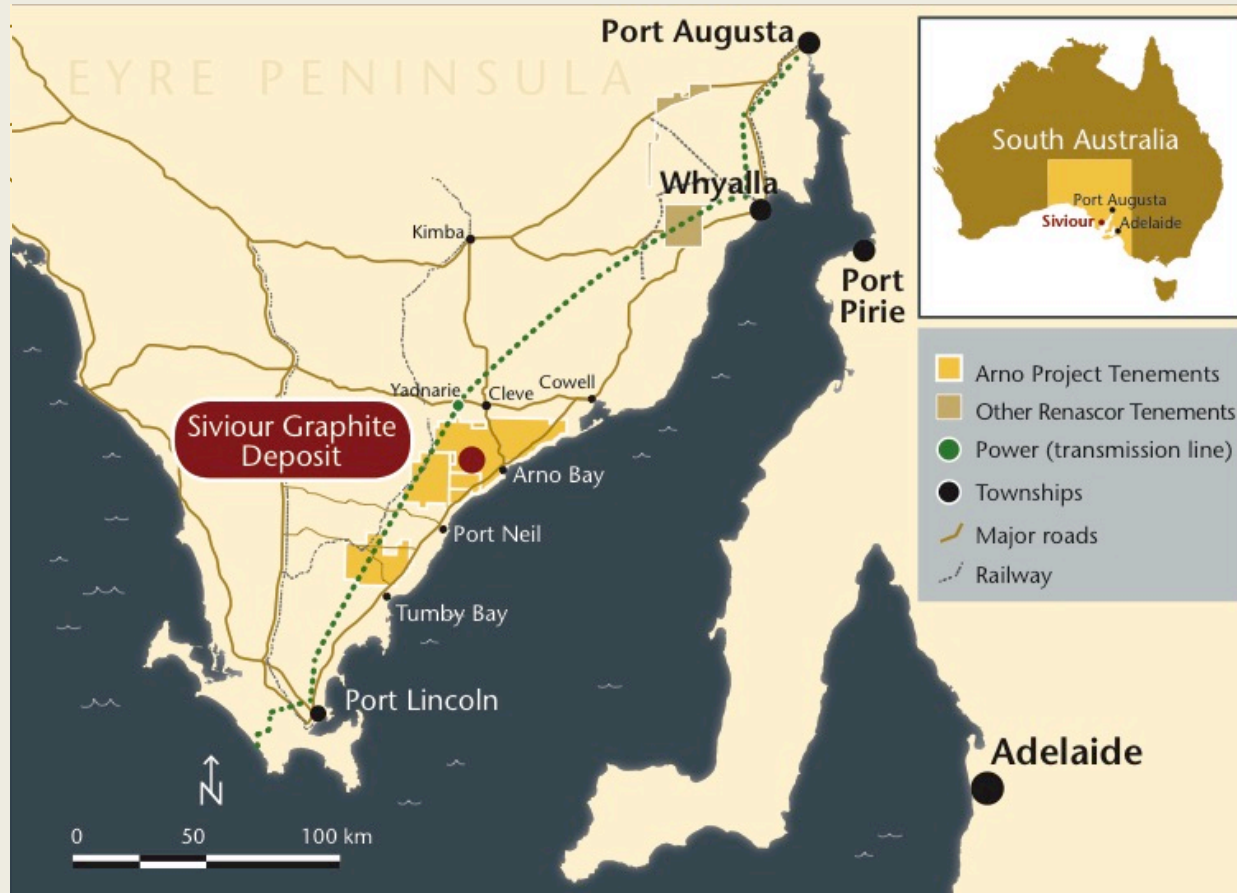 Port Augusta
EYRE PENINSULA
South Australia
Port Augusta
Siviour
Adelaide
Whyalla
Kimba
Port
Pirie
Arno Project Tenements
Other Renascor Tenements
Power (transmission line)
Townships
Major roads
Railway
Yadnarie
Cleve
Cowell
Siviour Graphite
Deposit
Arno Bay
Port Neil
Tumby Bay
Port Lincoln
Adelaide
N
0 50 100 km